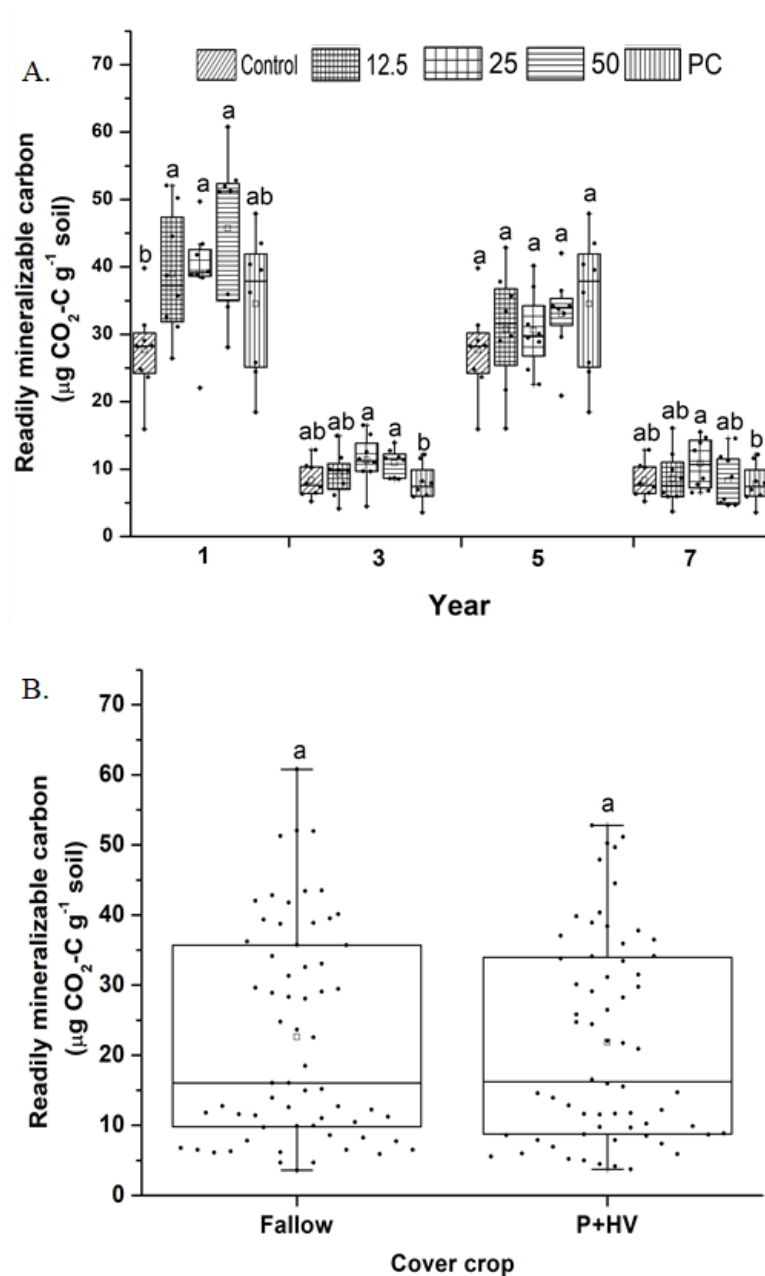 A.
Control 12.5 25 50 PC
Readily mineralizable carbon
(µg CO₂-C g⁻¹ soil)
70
60
50
40
30
20
10
0
b a a a ab
ab ab a a b
a a a a a
ab ab a ab b
1 3 5 7
Year
B.
Readily mineralizable carbon
(µg CO₂-C g⁻¹ soil)
70
60
50
40
30
20
10
0
a a
Fallow P+HV
Cover crop